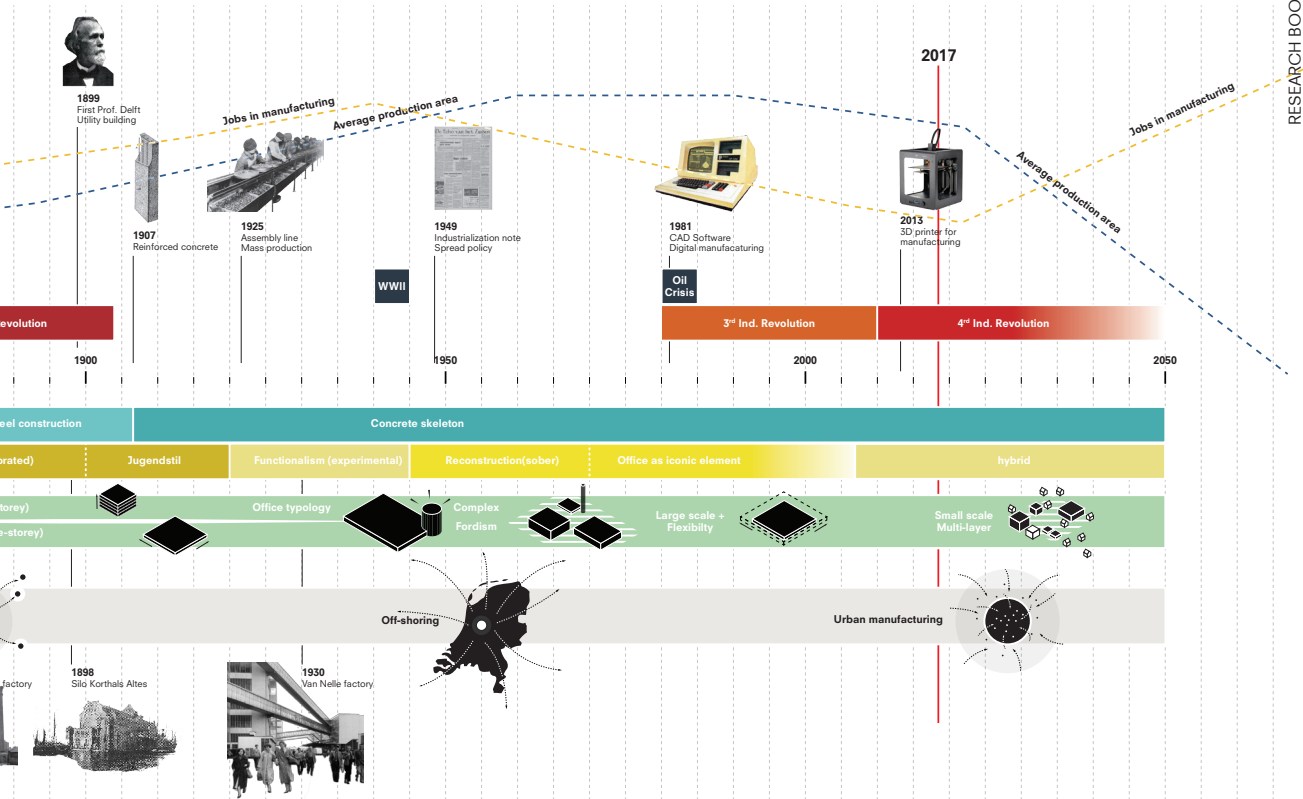 RESEARCH BOO
2017
1899
First Prof. Delft
Utility building
Jobs in manufacturing
Average production area
Jobs in manufacturing
Average production area
1907
Reinforced concrete
1925
Assembly line
Mass production
1949
Industrialization note
Spread policy
1981
CAD Software
Digital manufacaturing
2013
3D printer for
manufacturing
WWII
Oil
Crisis
evolution
3rd Ind. Revolution
4rd Ind. Revolution
1900
1950
2000
2050
eel construction
Concrete skeleton
orated)
Jugendstil
Functionalism (experimental)
Reconstruction(sober)
Office as iconic element
hybrid
torey)
e-storey)
Office typology
Complex
Fordism
Large scale +
Flexibilty
Small scale
Multi-layer
Off-shoring
Urban manufacturing
factory
1898
Silo Korthals Altes
1930
Van Nelle factory